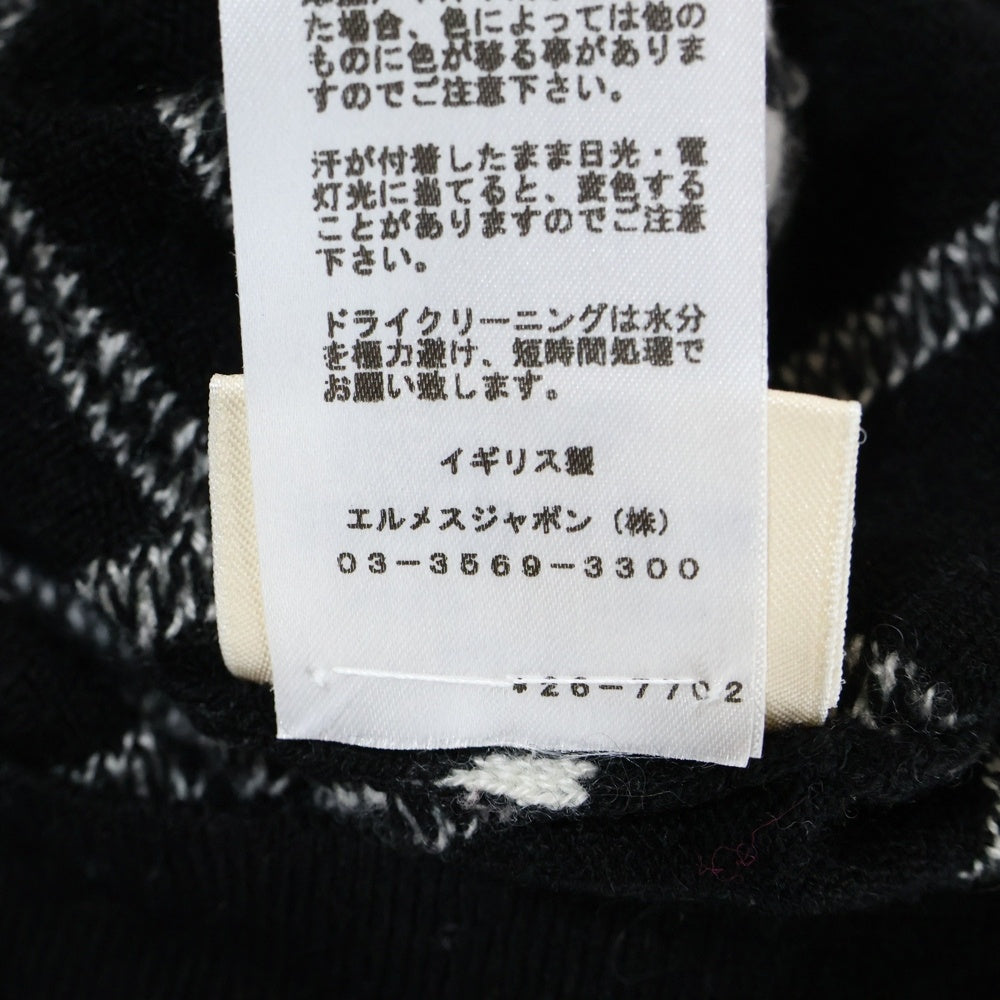 た場合、色によっては他の
ものに色が移る事がありま
すのでご注意下さい。
汗が付着したまま日光・電
灯光に当てると、変色する
ことがありますのでご注意
下さい。
ドライクリーニングは水分
を極力避け、短時間処理で
お願い致します。
イギリス製
エルメスジャポン（株）
03-3569-3300
26-7702